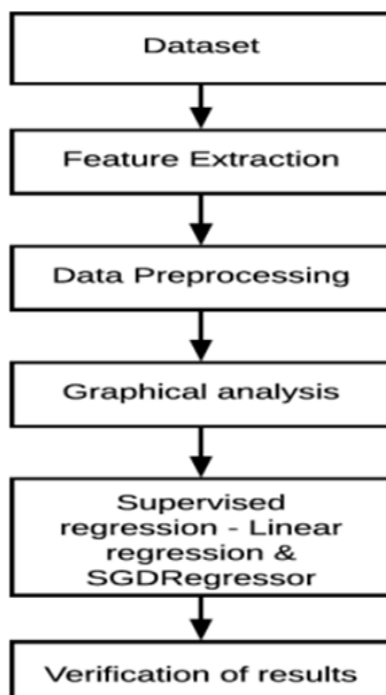 Dataset
Feature Extraction
Data Preprocessing
Graphical analysis
Supervised
regression - Linear
regression &
SGDRegressor
Verification of results